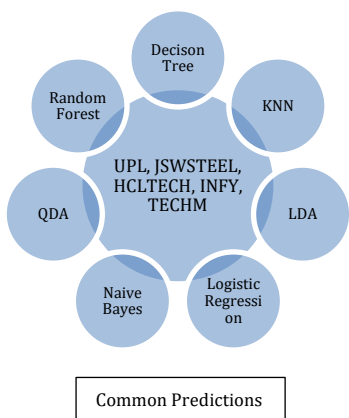 Decison
Tree
Random
Forest
KNN
UPL, JSWSTEEL,
HCLTECH, INFY,
TECHM
QDA
LDA
Naive
Bayes
Logistic
Regressi
on
Common Predictions